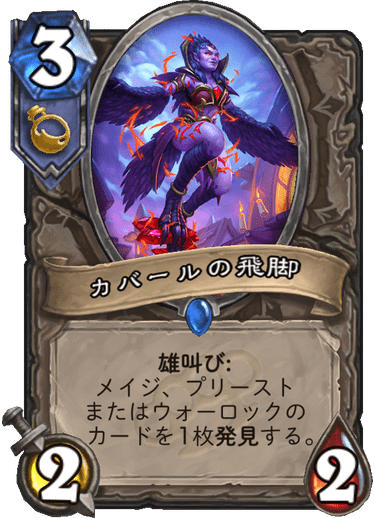 3
カバールの飛脚
雄叫び:
メイジ、プリースト
またはウォーロックの
カードを1枚発見する。
2
2